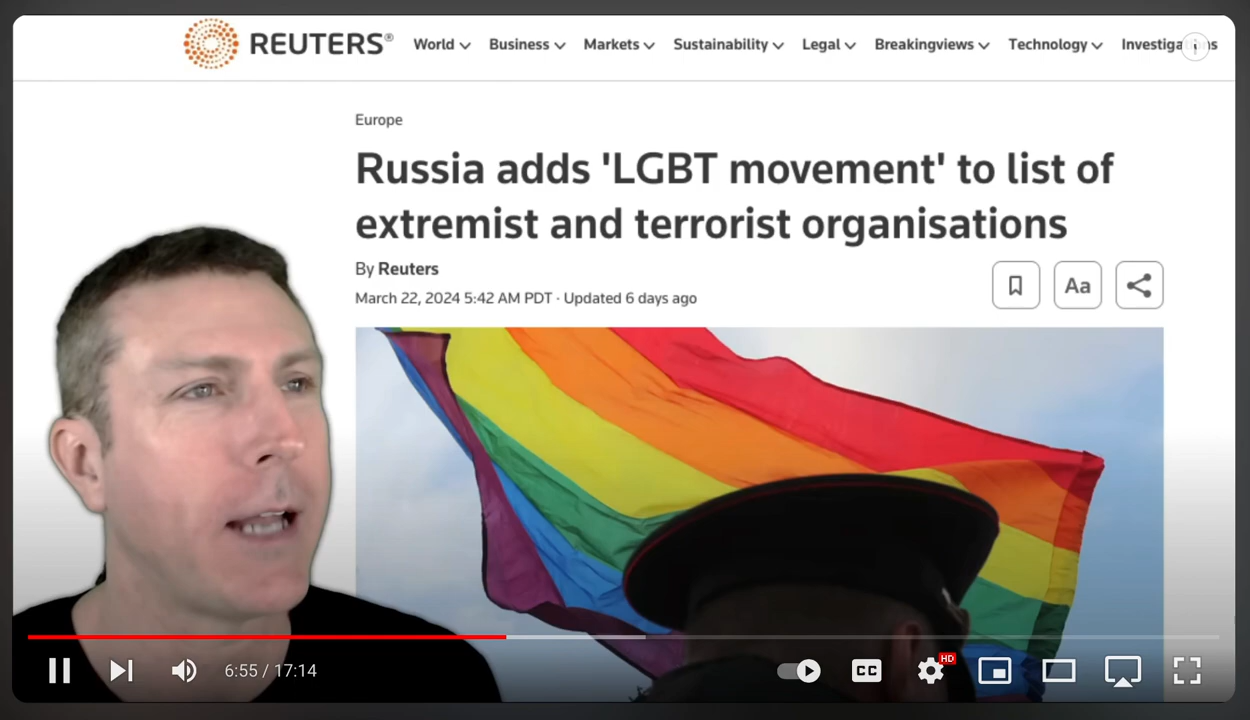 REUTERS®
World Business Markets Sustainability Legal Breakingviews Technology Investigations
Europe
Russia adds 'LGBT movement' to list of
extremist and terrorist organisations
By Reuters
March 22, 2024 5:42 AM PDT · Updated 6 days ago
Aa
6:55 / 17:14
CC
HD